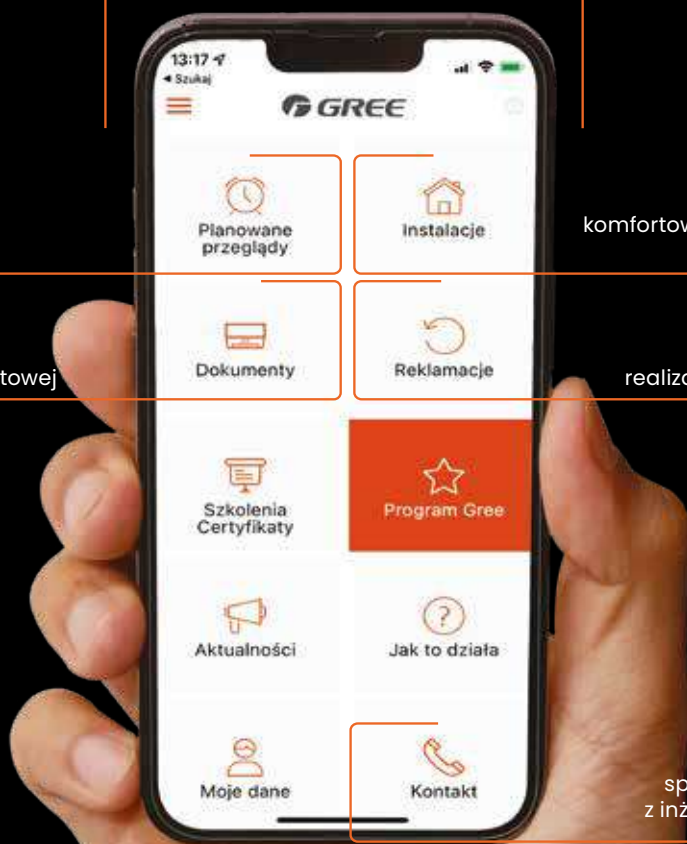 13:17
Szukaj
GREE
Planowane
przeglądy
Instalacje
Dokumenty
Reklamacje
Szkolenia
Certyfikaty
Program Gree
Aktualności
Jak to działa
Moje dane
Kontakt
komfortow
towej
realizo
sp
z inż